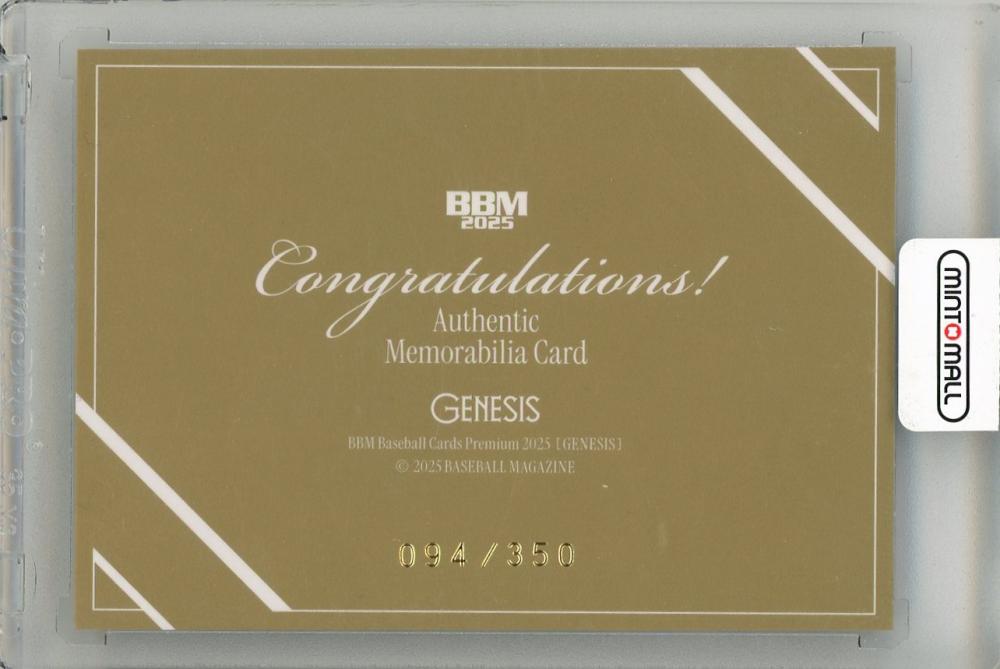 BBM
2025
Congratulations!
Authentic
Memorabilia Card
GENESIS
BBM Baseball Cards Premium 2025 [GENESIS]
© 2025 BASEBALL MAGAZINE
094/350
MINT MALL